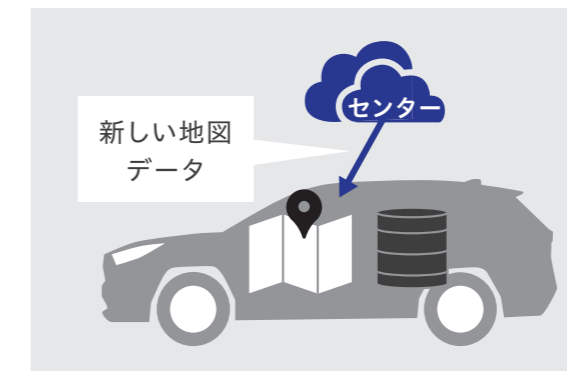 センター
新しい地図
データ